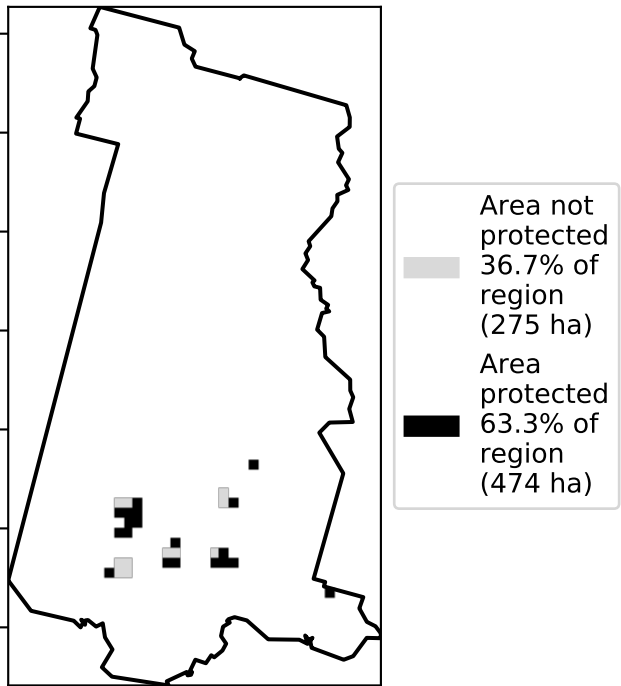 Area not
protected
36.7% of
region
(275 ha)
Area
protected
63.3% of
region
(474 ha)